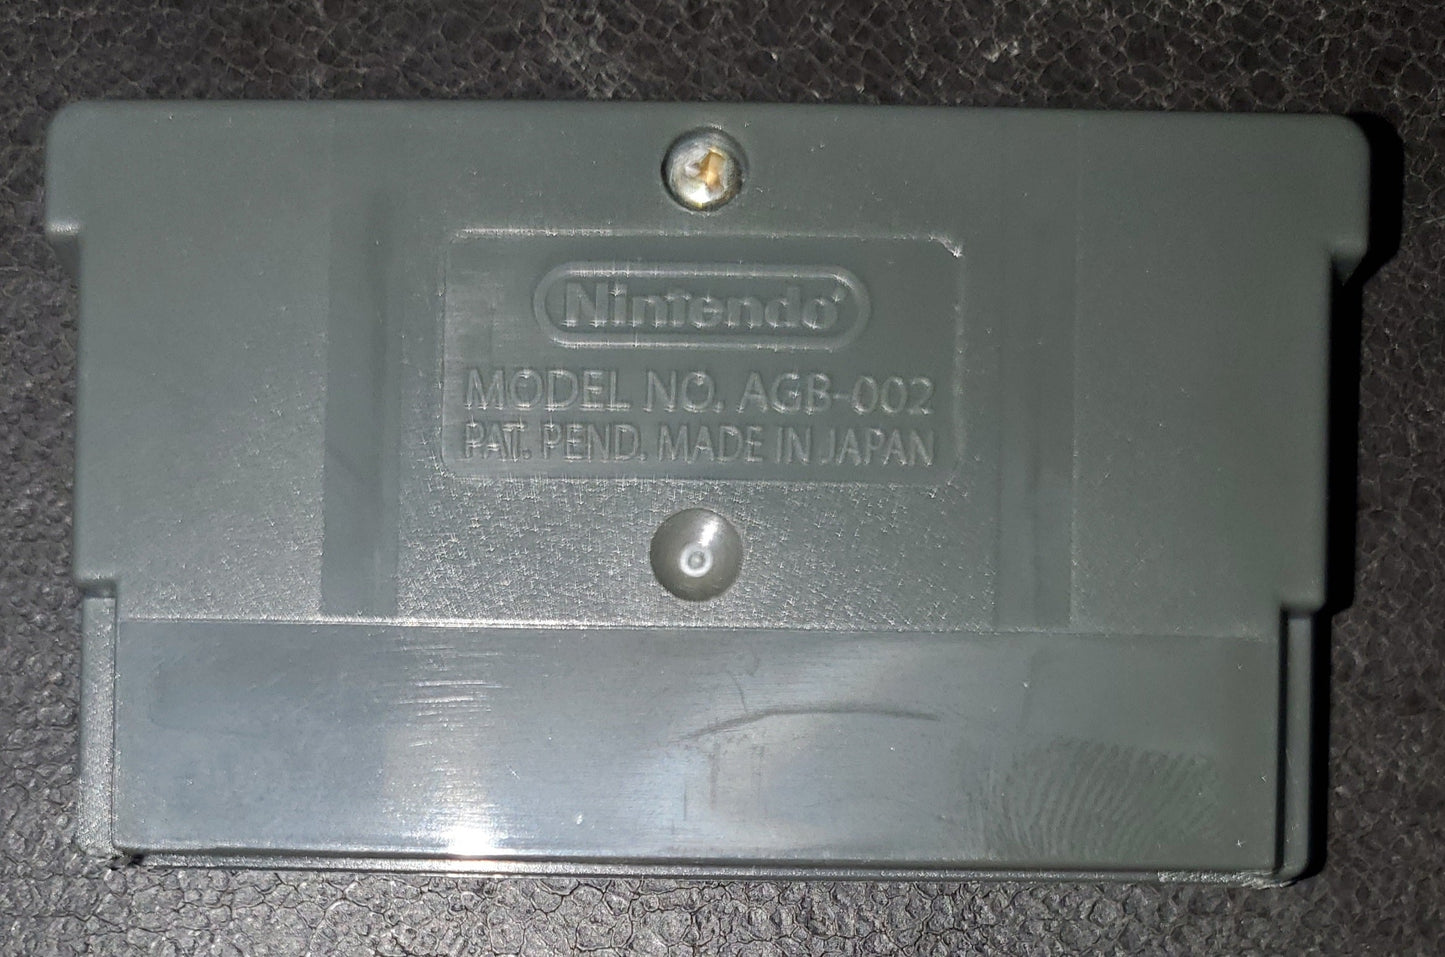 Nintendo
MODEL NO. AGB-002
PAT. PEND. MADE IN JAPAN